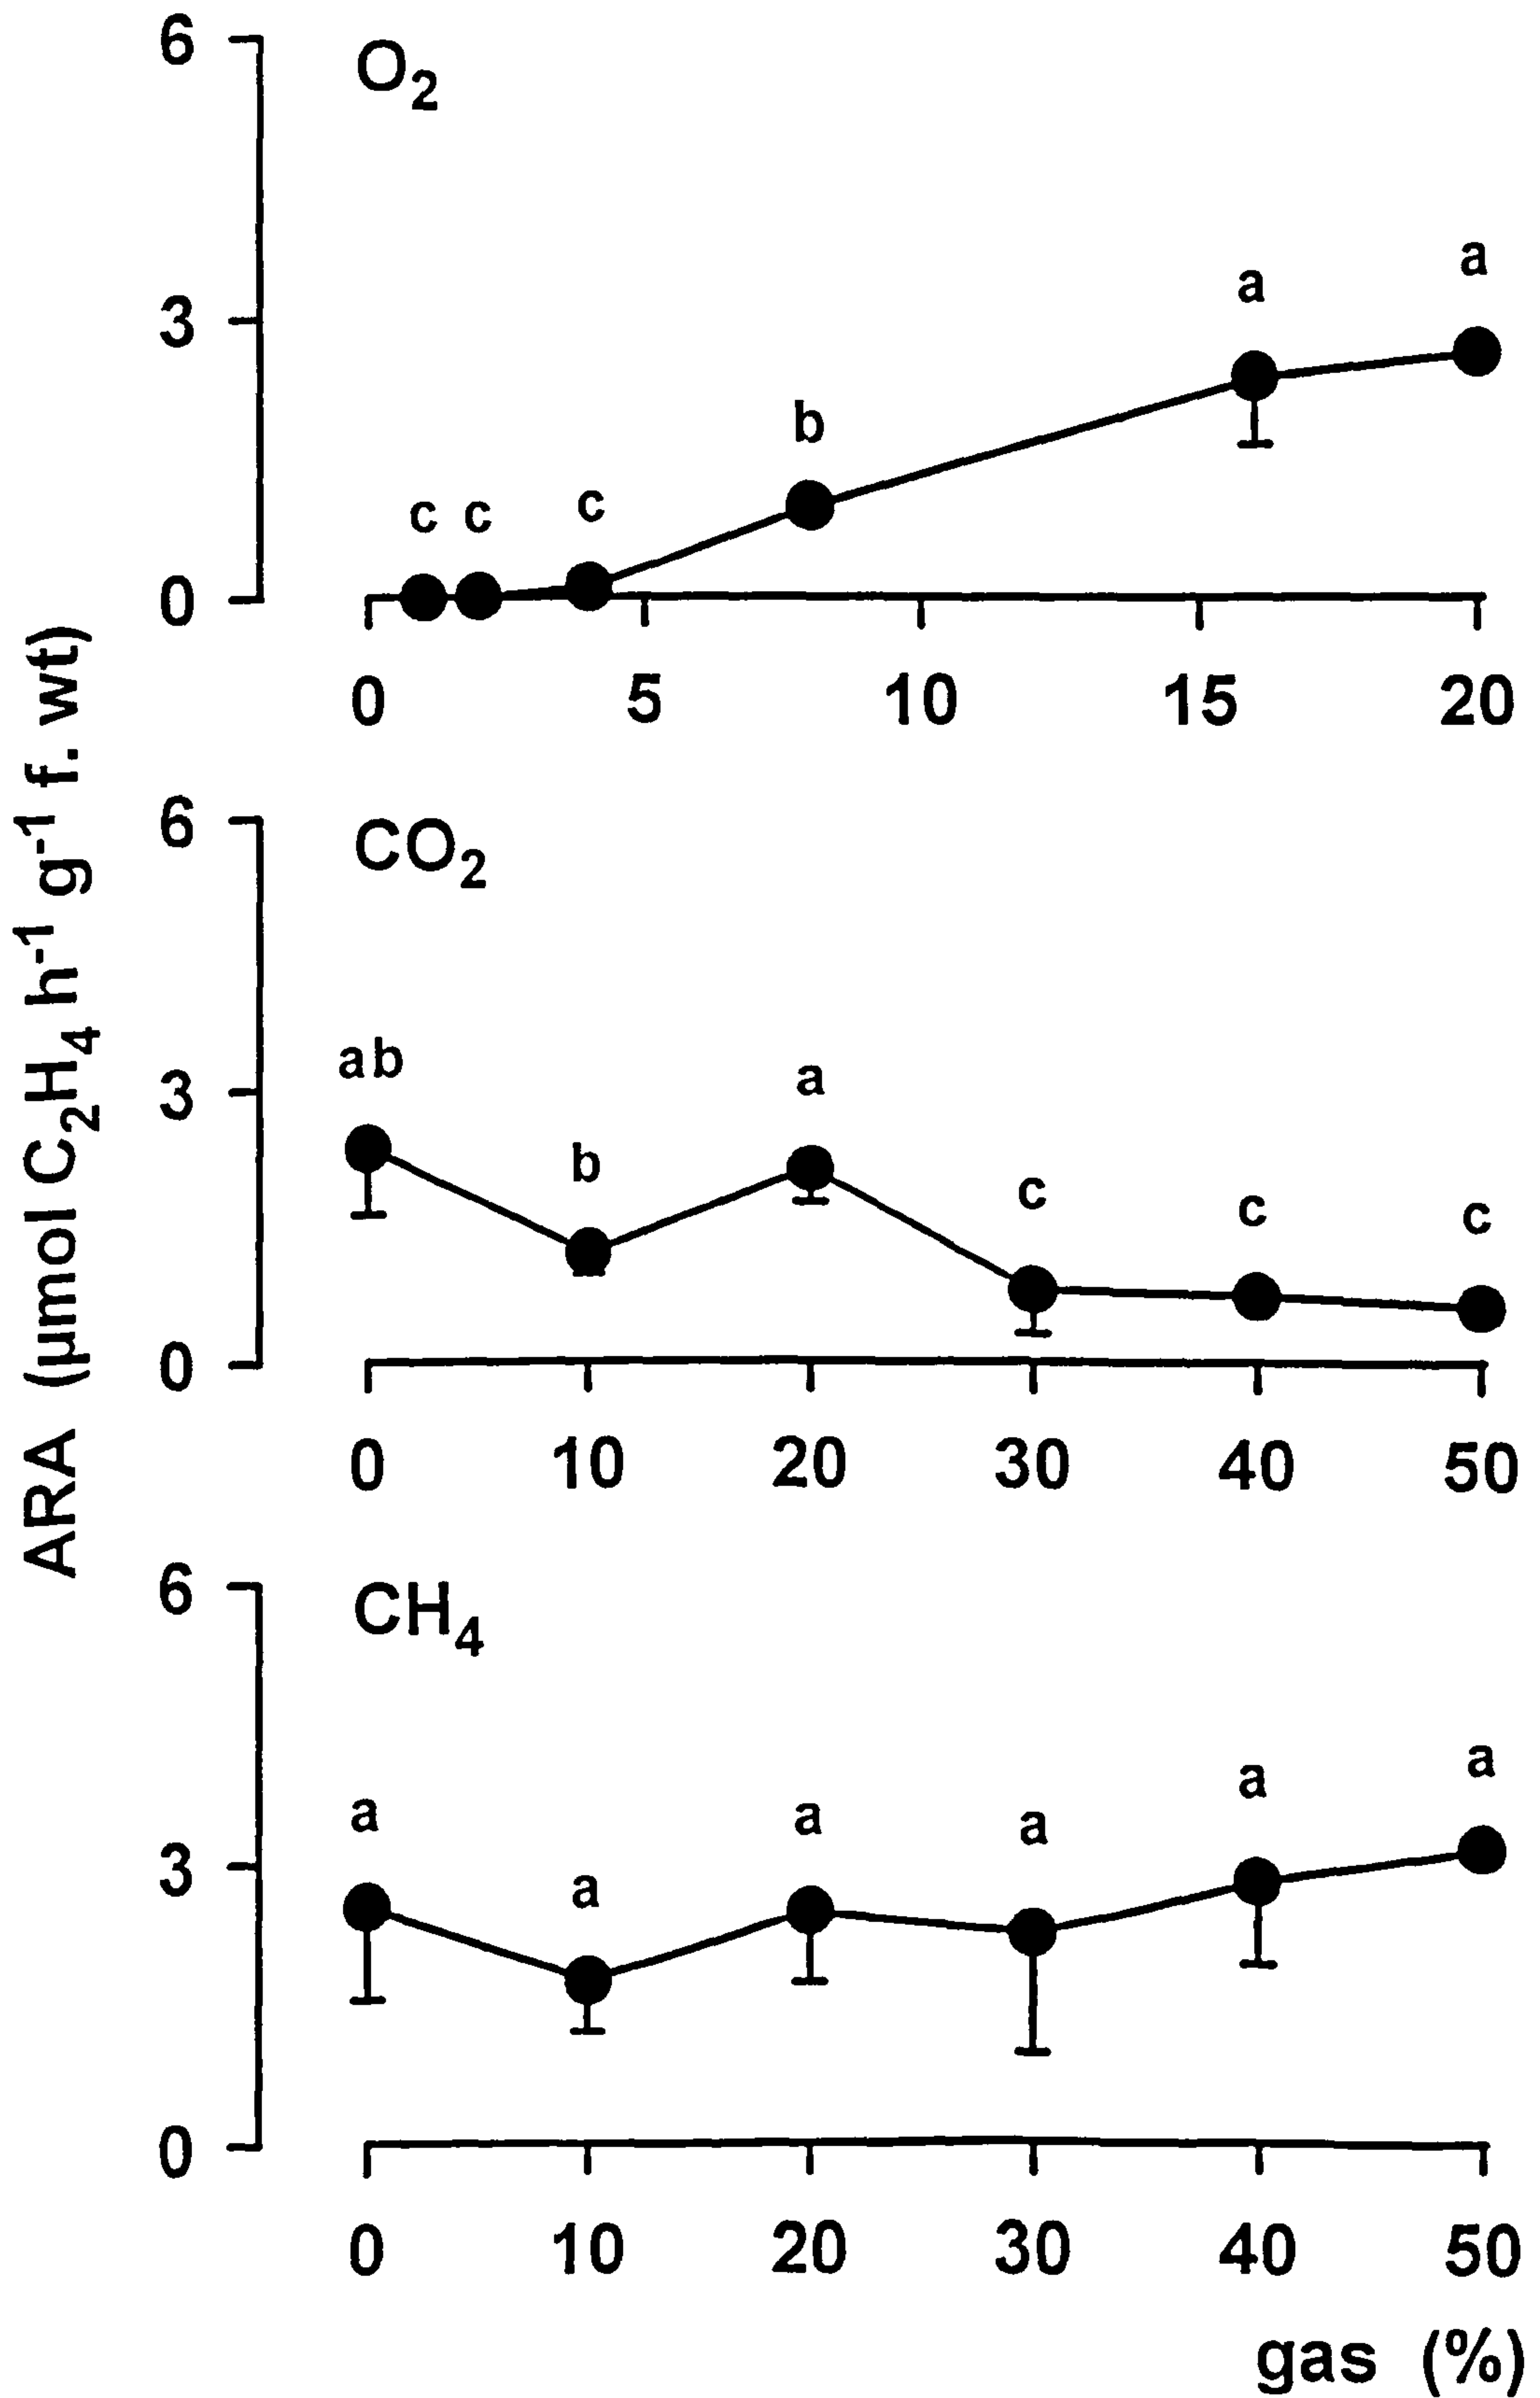 ARA (µmol C₂H₄ h⁻¹ g⁻¹ f. wt)
O₂
6
3
0
c c c b a a
0 5 10 15 20
CO₂
6
3
0
ab b a c c c
0 10 20 30 40 50
CH₄
6
3
0
a a a a a a
0 10 20 30 40 50
gas (%)